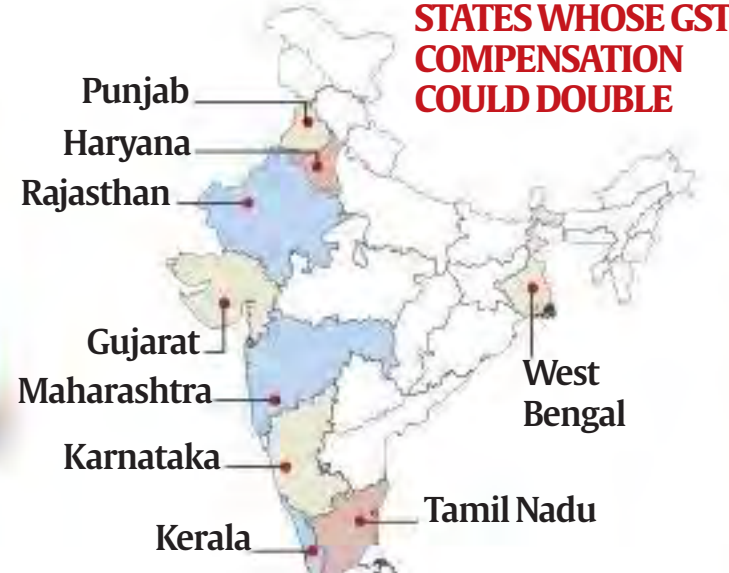 STATES WHOSE GST
COMPENSATION
COULD DOUBLE
Punjab
Haryana
Rajasthan
Gujarat
Maharashtra
Karnataka
Kerala
West
Bengal
Tamil Nadu